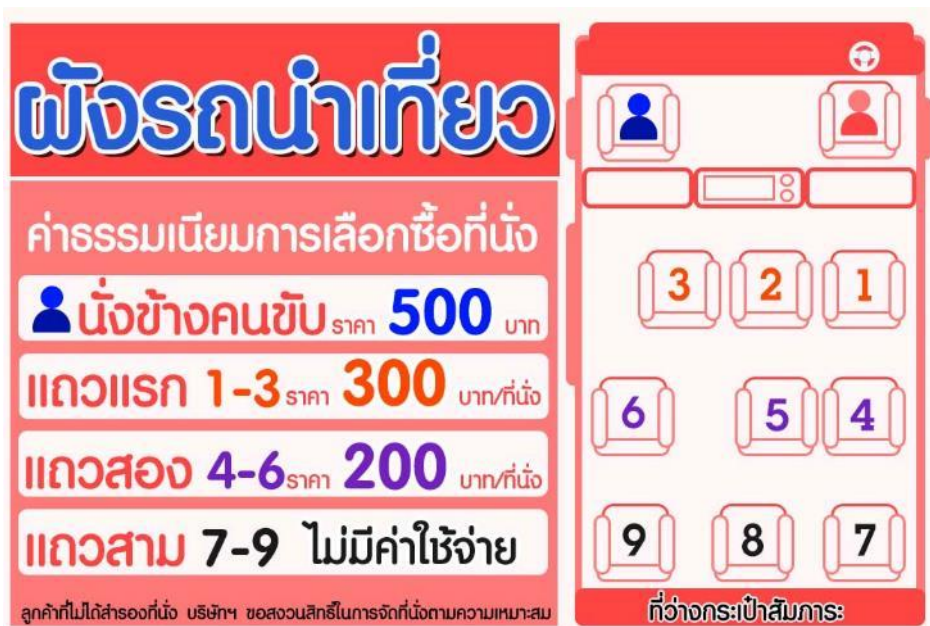 ผังรถนำเที่ยว
ค่าธรรมเนียมการเลือกซื้อที่นั่ง
นั่งข้างคนขับ ราคา 500 บาท
แถวแรก 1-3 ราคา 300 บาท/ที่นั่ง
แถวสอง 4-6 ราคา 200 บาท/ที่นั่ง
แถวสาม 7-9 ไม่มีค่าใช้จ่าย
ลูกค้าที่ไม่ได้สำรองที่นั่ง บริษัทฯ ขอสงวนสิทธิ์ในการจัดที่นั่งตามความเหมาะสม
3 2 1
6 5 4
9 8 7
ที่ว่างกระเป๋าสัมภาระ